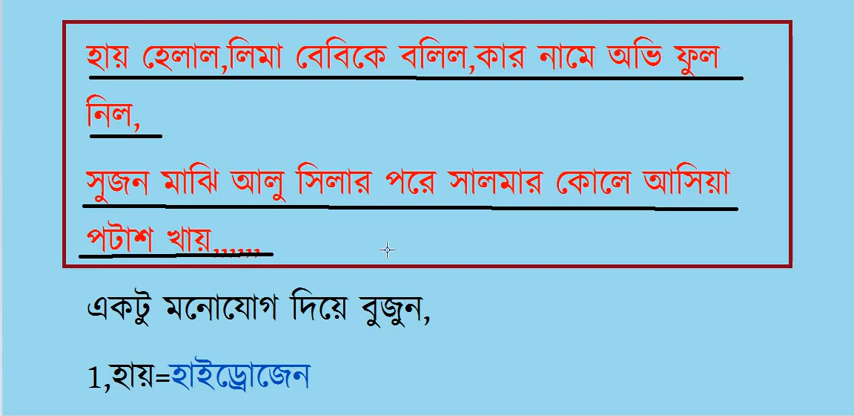 হায় হেলাল,লিমা বেবিকে বলিল,কার নামে অভি ফুল
নিল,
সুজন মাঝি আলু সিলার পরে সালমার কোলে আসিয়া
পটাশ খায়,,,,,,
একটু মনোযোগ দিয়ে বুজুন,
1,হায়=হাইড্রোজেন